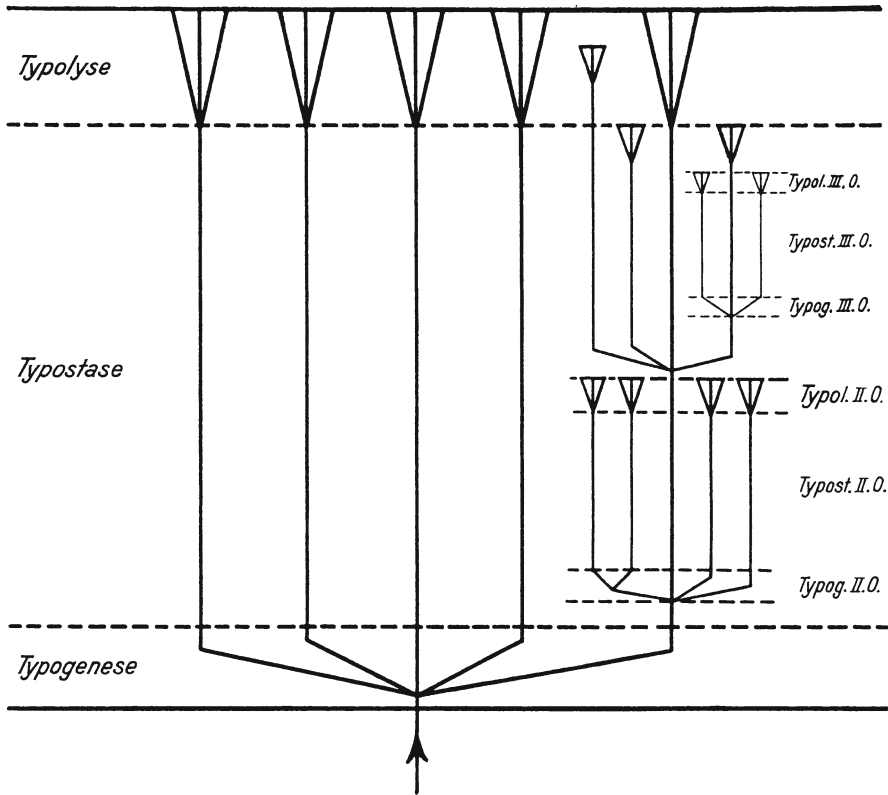 Typolyse
Typol. III. O.
Typost. III. O.
Typog. III. O.
Typostase
Typol. II. O.
Typost. II. O.
Typog. II. O.
Typogenese